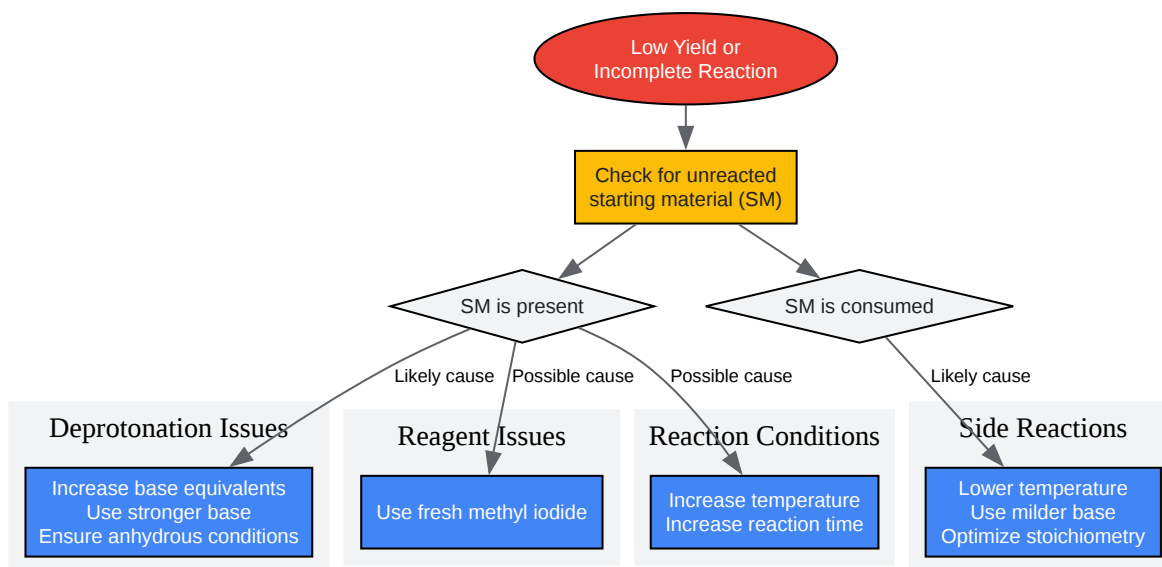 Low Yield or
Incomplete Reaction
Check for unreacted
starting material (SM)
SM is present
SM is consumed
Likely cause
Possible cause
Possible cause
Likely cause
Deprotonation Issues
Reagent Issues
Reaction Conditions
Side Reactions
Increase base equivalents
Use stronger base
Ensure anhydrous conditions
Use fresh methyl iodide
Increase temperature
Increase reaction time
Lower temperature
Use milder base
Optimize stoichiometry